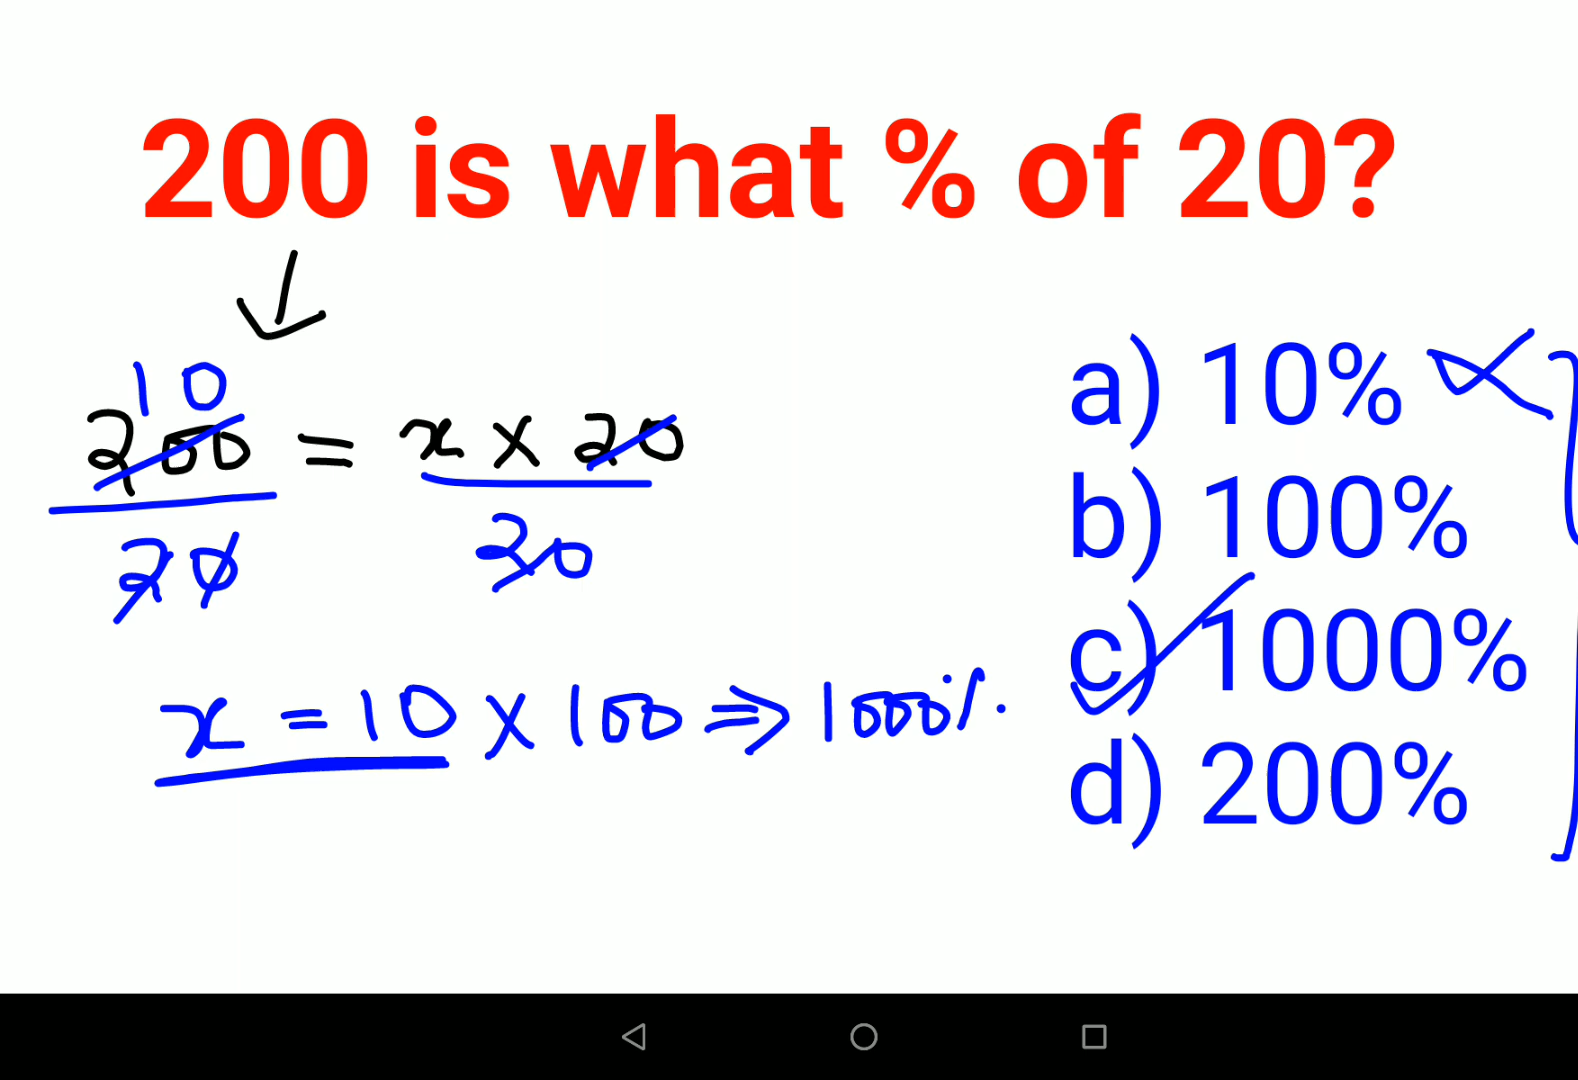 200 is what % of 20?
10
200 = x × 20
20 20
x = 10 × 100 ⇒ 1000%
a) 10%
b) 100%
c) 1000%
d) 200%